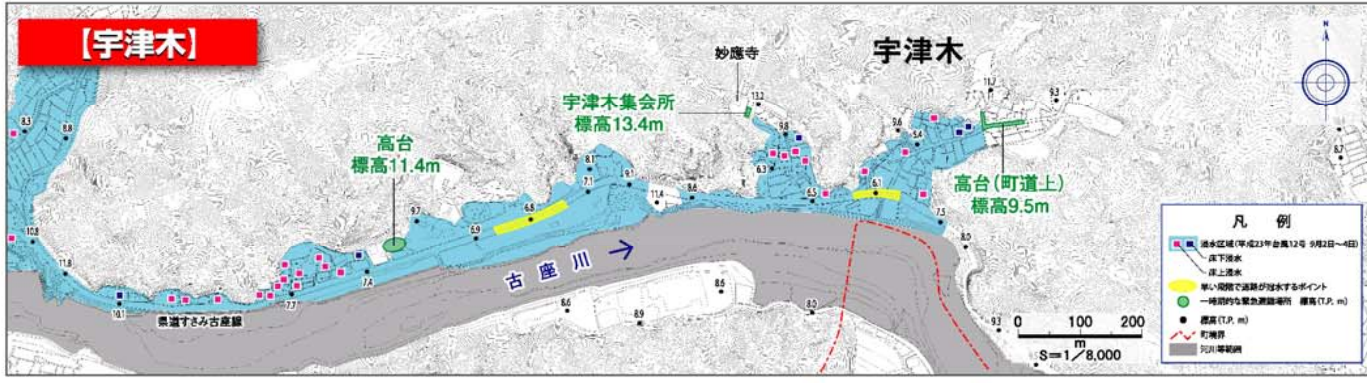 【宇津木】
妙應寺
宇津木
N
宇津木集会所
標高13.4m
高台
標高11.4m
高台(町道上)
標高9.5m
古座川 →
県道すさみ古座線
8.3
8.8
10.8
11.8
10.1
7.7
7.4
9.7
6.9
6.8
8.1
7.1
9.1
11.4
8.6
13.2
9.8
6.3
6.5
9.6
6.4
6.1
11.7
9.3
7.5
8.0
8.7
8.6
8.9
8.6
8.0
9.3
0 100 200
m
S=1/8,000
凡 例
浸水区域(平成23年台風12号 9月2日~4日)
床下浸水
床上浸水
早い段階で道路が冠水するポイント
一時避難的な緊急避難場所 標高(T.P. m)
標高(T.P. m)
町境界
河川等範囲